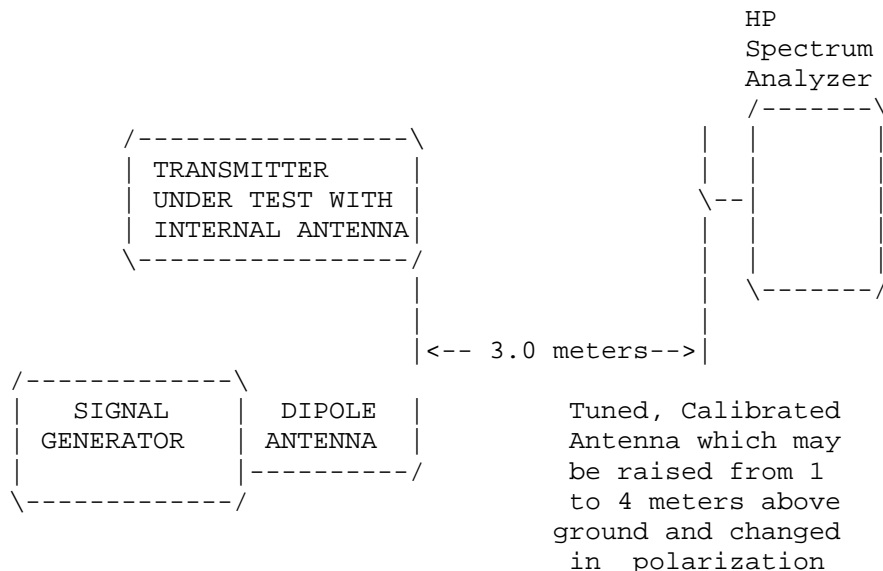 HP
Spectrum
Analyzer
TRANSMITTER
UNDER TEST WITH
INTERNAL ANTENNA
<-- 3.0 meters-->
SIGNAL
GENERATOR
DIPOLE
ANTENNA
Tuned, Calibrated
Antenna which may
be raised from 1
to 4 meters above
ground and changed
in polarization